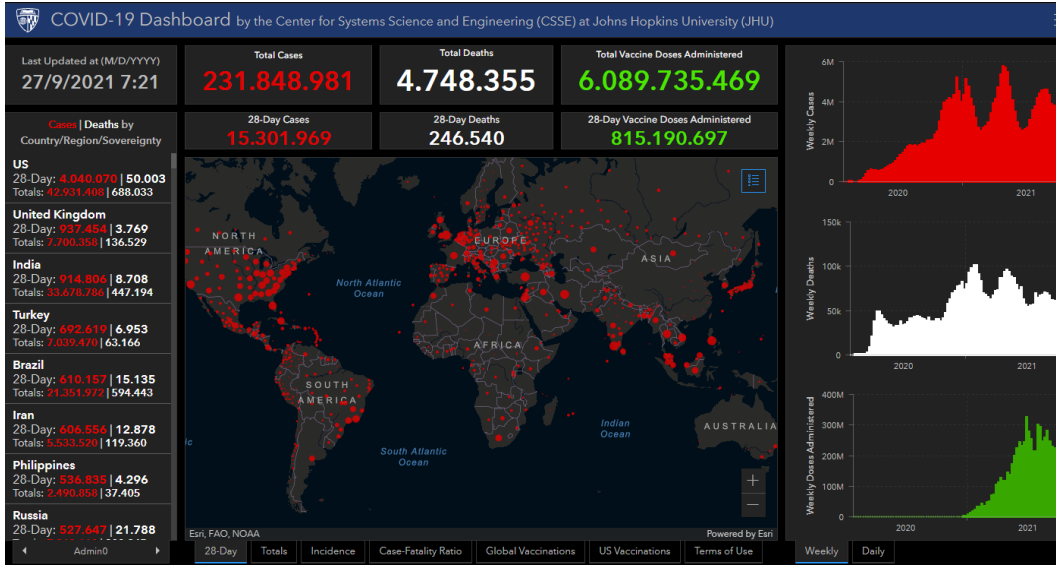 COVID-19 Dashboard by the Center for Systems Science and Engineering (CSSE) at Johns Hopkins University (JHU)
Last Updated at (M/D/YYYY)
27/9/2021 7:21
Total Cases
231.848.981
Total Deaths
4.748.355
Total Vaccine Doses Administered
6.089.735.469
28-Day Cases
15.301.969
28-Day Deaths
246.540
28-Day Vaccine Doses Administered
815.190.697
Cases | Deaths by
Country/Region/Sovereignty
US
28-Day: 4.040.070 | 50.003
Totals: 42.931.408 | 688.033
United Kingdom
28-Day: 937.454 | 3.769
Totals: 7.700.358 | 136.529
India
28-Day: 914.806 | 8.708
Totals: 33.678.786 | 447.194
Turkey
28-Day: 692.619 | 6.953
Totals: 7.039.470 | 63.166
Brazil
28-Day: 610.157 | 15.135
Totals: 21.351.972 | 594.443
Iran
28-Day: 606.556 | 12.878
Totals: 5.533.520 | 119.360
Philippines
28-Day: 536.835 | 4.296
Totals: 2.490.858 | 37.405
Russia
28-Day: 527.647 | 21.788
Admin0
NORTH
AMERICA
EUROPE
ASIA
North Atlantic
Ocean
AFRICA
SOUTH
AMERICA
Indian
Ocean
AUSTRALIA
South Atlantic
Ocean
Esri, FAO, NOAA
Powered by Esri
28-Day
Totals
Incidence
Case-Fatality Ratio
Global Vaccinations
US Vaccinations
Terms of Use
Weekly Cases
6M
4M
2M
0
2020
2021
Weekly Deaths
150k
100k
50k
0
2020
2021
Weekly Doses Administered
400M
300M
200M
100M
0
2020
2021
Weekly
Daily